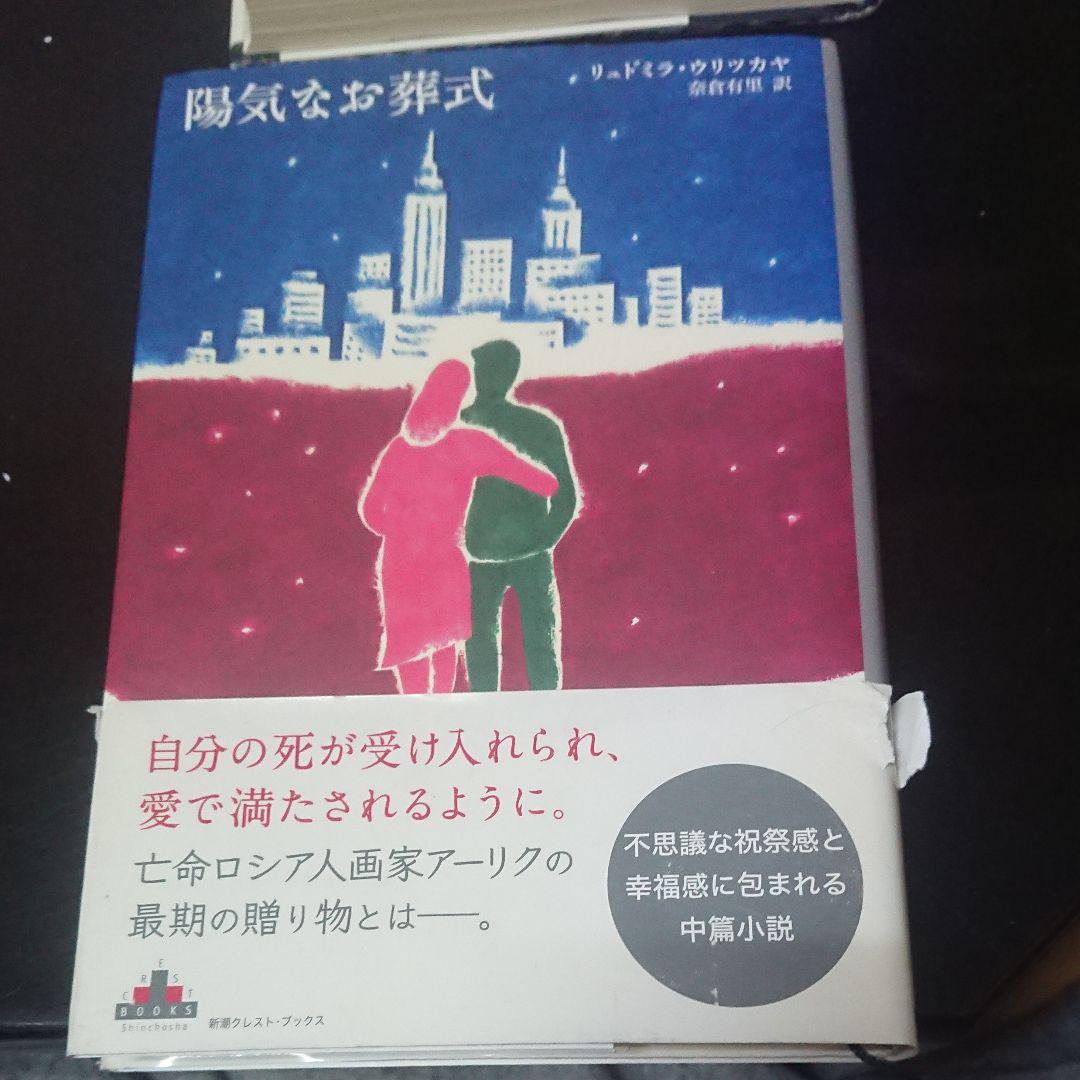 陽気なお葬式
リュドミラ・ウリツカヤ
奈倉有里 訳
自分の死が受け入れられ、
愛で満たされるように。
亡命ロシア人画家アーリクの
最期の贈り物とは──。
不思議な祝祭感と
幸福感に包まれる
中篇小説
CREST
BOOKS
Shinchosha
新潮クレスト・ブックス